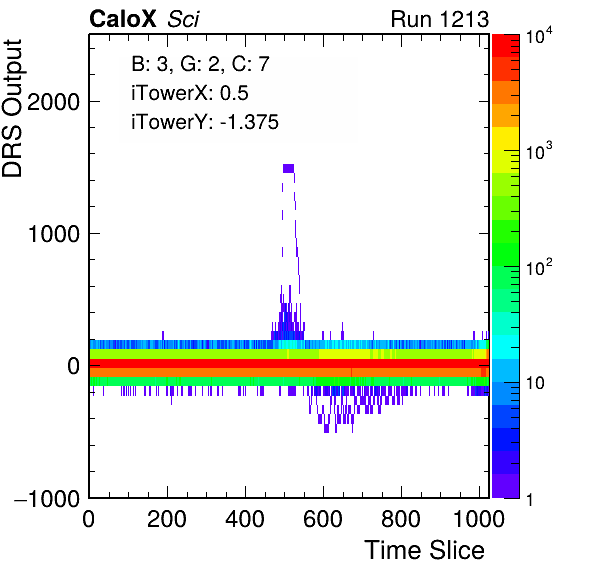 CaloX Sci
Run 1213
B: 3, G: 2, C: 7
iTowerX: 0.5
iTowerY: -1.375
DRS Output
2000
1000
0
−1000
0 200 400 600 800 1000
Time Slice
10^4
10^3
10^2
10
1